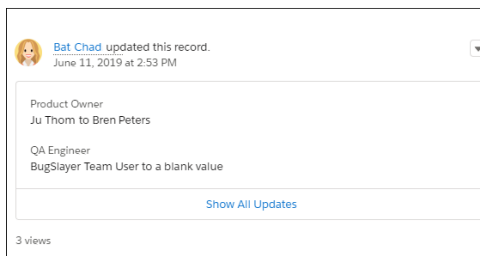 Bat Chad updated this record.
June 11, 2019 at 2:53 PM
Product Owner
Ju Thom to Bren Peters
QA Engineer
BugSlayer Team User to a blank value
Show All Updates
3 views